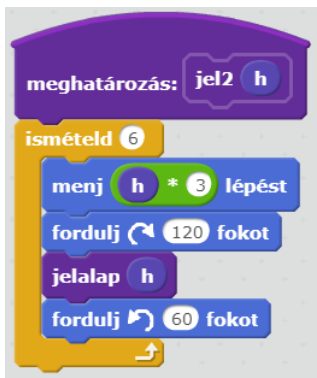 meghatározás: jel2 h
ismételd 6
menj h * 3 lépést
fordulj ↻ 120 fokot
jelalap h
fordulj ↺ 60 fokot